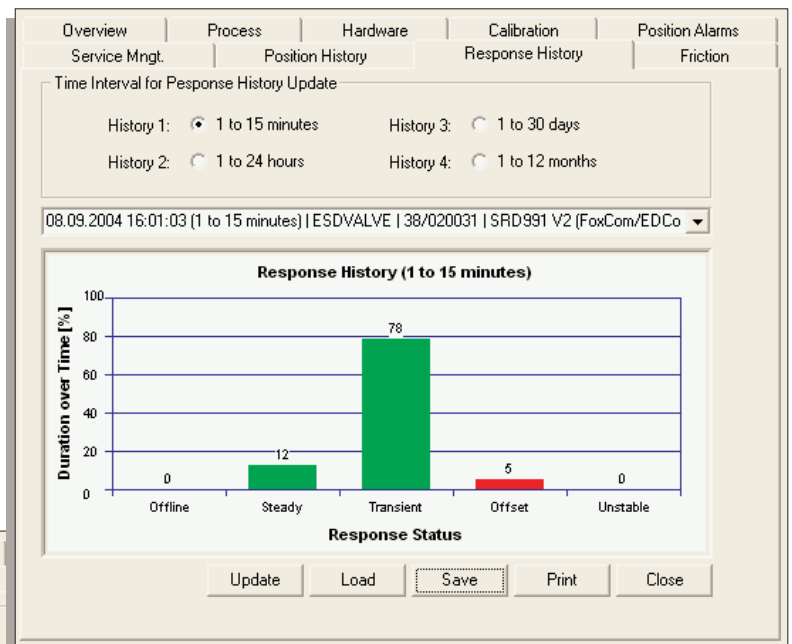 Overview Process Hardware Calibration Position Alarms
Service Mngt. Position History Response History Friction
Time Interval for Pesponse History Update
History 1: 1 to 15 minutes History 3: 1 to 30 days
History 2: 1 to 24 hours History 4: 1 to 12 months
08.09.2004 16:01:03 (1 to 15 minutes) | ESDVALVE | 38/020031 | SRD991 V2 (FoxCom/EDCo
Response History (1 to 15 minutes)
Duration over Time [%]
100
80
60
40
20
0
0 12 78 5 0
Offline Steady Transient Offset Unstable
Response Status
Update Load Save Print Close